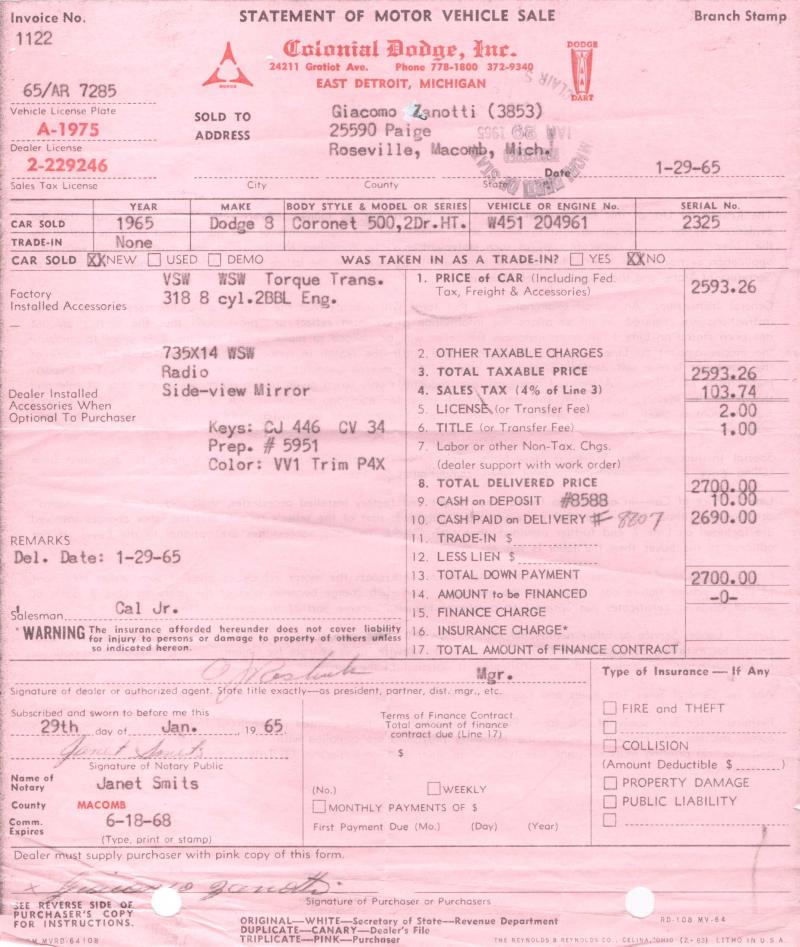 Invoice No.
1122
STATEMENT OF MOTOR VEHICLE SALE
Branch Stamp
Colonial Dodge, Inc.
24211 Gratiot Ave. Phone 778-1800 372-9340
EAST DETROIT, MICHIGAN
DODGE
DODGE
DART
65/AR 7285
Vehicle License Plate
A-1975
Dealer License
2-229246
Sales Tax License
SOLD TO
ADDRESS
Giacomo Zanotti (3853)
25590 Paige
Roseville, Macomb, Mich.
City County State
Date 1-29-65
YEAR MAKE BODY STYLE & MODEL OR SERIES VEHICLE OR ENGINE No. SERIAL No.
CAR SOLD 1965 Dodge 8 Coronet 500,2Dr.HT. W451 204961 2325
TRADE-IN None
CAR SOLD XX NEW USED DEMO WAS TAKEN IN AS A TRADE-IN? YES XX NO
Factory
Installed Accessories
VSW WSW Torque Trans.
318 8 cyl.2BBL Eng.
735X14 WSW
Radio
Side-view Mirror
Dealer Installed
Accessories When
Optional To Purchaser
Keys: CJ 446 CV 34
Prep. # 5951
Color: VV1 Trim P4X
REMARKS
Del. Date: 1-29-65
Salesman Cal Jr.
*WARNING The insurance afforded hereunder does not cover liability
for injury to persons or damage to property of others unless
so indicated hereon.
1. PRICE of CAR (Including Fed.
Tax, Freight & Accessories) 2593.26
2. OTHER TAXABLE CHARGES
3. TOTAL TAXABLE PRICE 2593.26
4. SALES TAX (4% of Line 3) 103.74
5. LICENSE (or Transfer Fee) 2.00
6. TITLE (or Transfer Fee) 1.00
7. Labor or other Non-Tax. Chgs.
(dealer support with work order)
8. TOTAL DELIVERED PRICE 2700.00
9. CASH on DEPOSIT #8588 10.00
10. CASH PAID on DELIVERY # 8807 2690.00
11. TRADE-IN $
12. LESS LIEN $
13. TOTAL DOWN PAYMENT 2700.00
14. AMOUNT to be FINANCED -0-
15. FINANCE CHARGE
16. INSURANCE CHARGE*
17. TOTAL AMOUNT of FINANCE CONTRACT
Mgr.
Signature of dealer or authorized agent. State title exactly—as president, partner, dist. mgr., etc.
Subscribed and sworn to before me this
29th day of Jan. 19 65
Janet Smits
Signature of Notary Public
Name of
Notary Janet Smits
County MACOMB
Comm.
Expires 6-18-68
(Type, print or stamp)
Terms of Finance Contract
Total amount of finance
contract due (Line 17)
$
(No.) WEEKLY
MONTHLY PAYMENTS OF $
First Payment Due (Mo.) (Day) (Year)
Type of Insurance — If Any
FIRE and THEFT
COLLISION
(Amount Deductible $ )
PROPERTY DAMAGE
PUBLIC LIABILITY
Dealer must supply purchaser with pink copy of this form.
x Giacomo Zanotti
Signature of Purchaser or Purchasers
SEE REVERSE SIDE OF
PURCHASER'S COPY
FOR INSTRUCTIONS.
MVRD-64108
ORIGINAL—WHITE—Secretary of State—Revenue Department
DUPLICATE—CANARY—Dealer's File
TRIPLICATE—PINK—Purchaser
RD-108 MV-64
THE REYNOLDS & REYNOLDS CO., CELINA, OHIO (2-63) LITHO IN U.S.A.